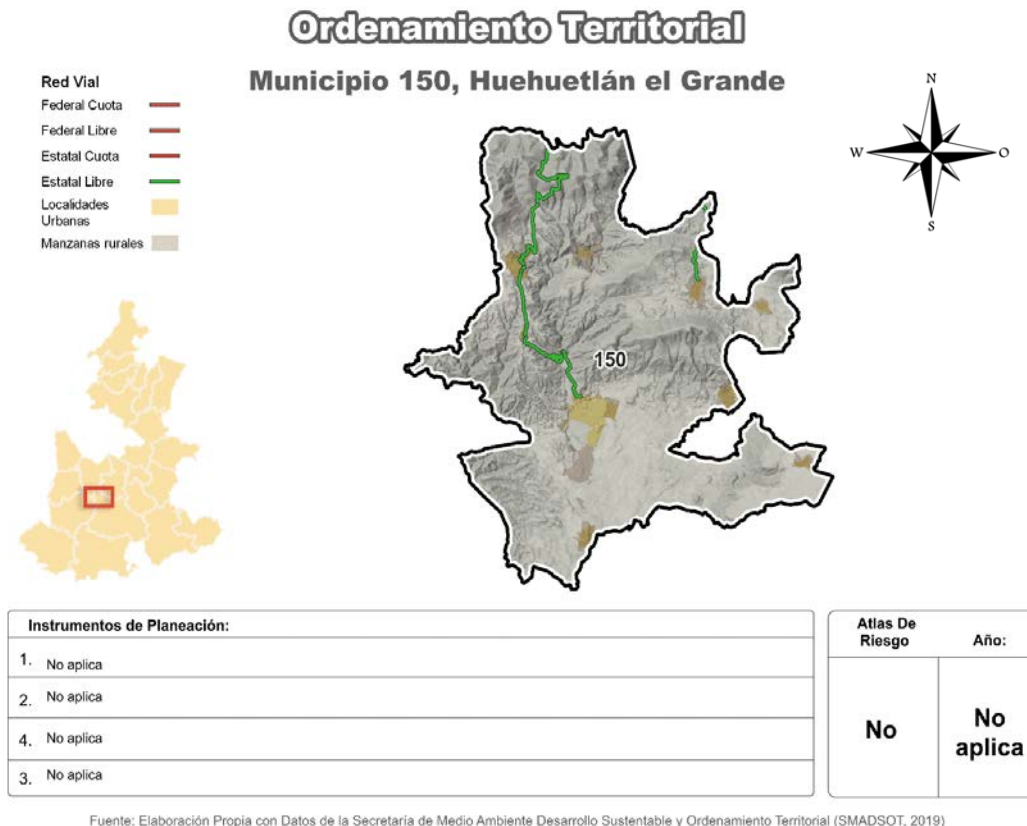 Ordenamiento Territorial
Municipio 150, Huehuetlán el Grande
Red Vial
Federal Cuota
Federal Libre
Estatal Cuota
Estatal Libre
Localidades
Urbanas
Manzanas rurales
N
W
O
S
150
Instrumentos de Planeación:
1. No aplica
2. No aplica
4. No aplica
3. No aplica
Atlas De
Riesgo
Año:
No
No
aplica
Fuente: Elaboración Propia con Datos de la Secretaría de Medio Ambiente Desarrollo Sustentable y Ordenamiento Territorial (SMADSOT, 2019)